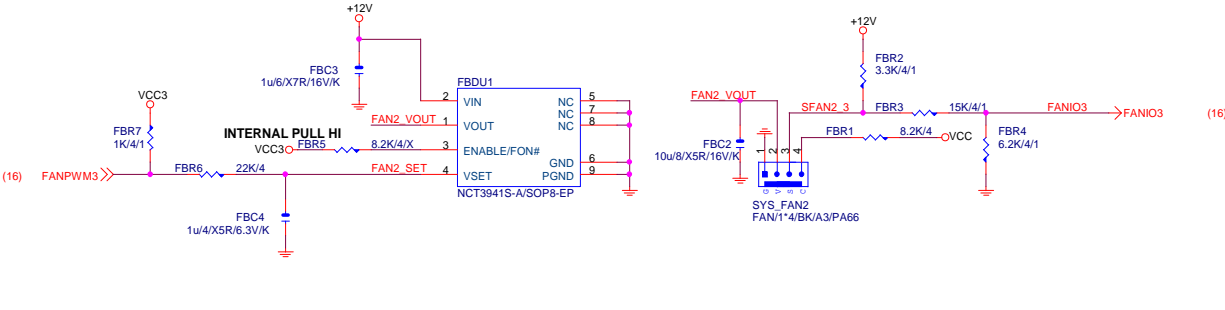 +12V
FBC3
1u/6/X7R/16V/K
FBDU1
2 VIN
NC 5
NC 7
FAN2_VOUT 1 VOUT
NC 8
VCC3
FBR7
1K/4/1
INTERNAL PULL HI
VCC3 FBR5 8.2K/4/X 3 ENABLE/FON#
GND 6
(16) FANPWM3 FBR6 22K/4 FAN2_SET 4 VSET
PGND 9
NCT3941S-A/SOP8-EP
FBC4
1u/4/X5R/6.3V/K
+12V
FBR2
3.3K/4/1
FAN2_VOUT
SFAN2_3 FBR3 15K/4/1 FANIO3 FANIO3 (16)
FBR1 8.2K/4 VCC
FBR4
6.2K/4/1
FBC2
10u/8/X5R/16V/K
1 2 3 4
G V S C
SYS_FAN2
FAN/1*4/BK/A3/PA66